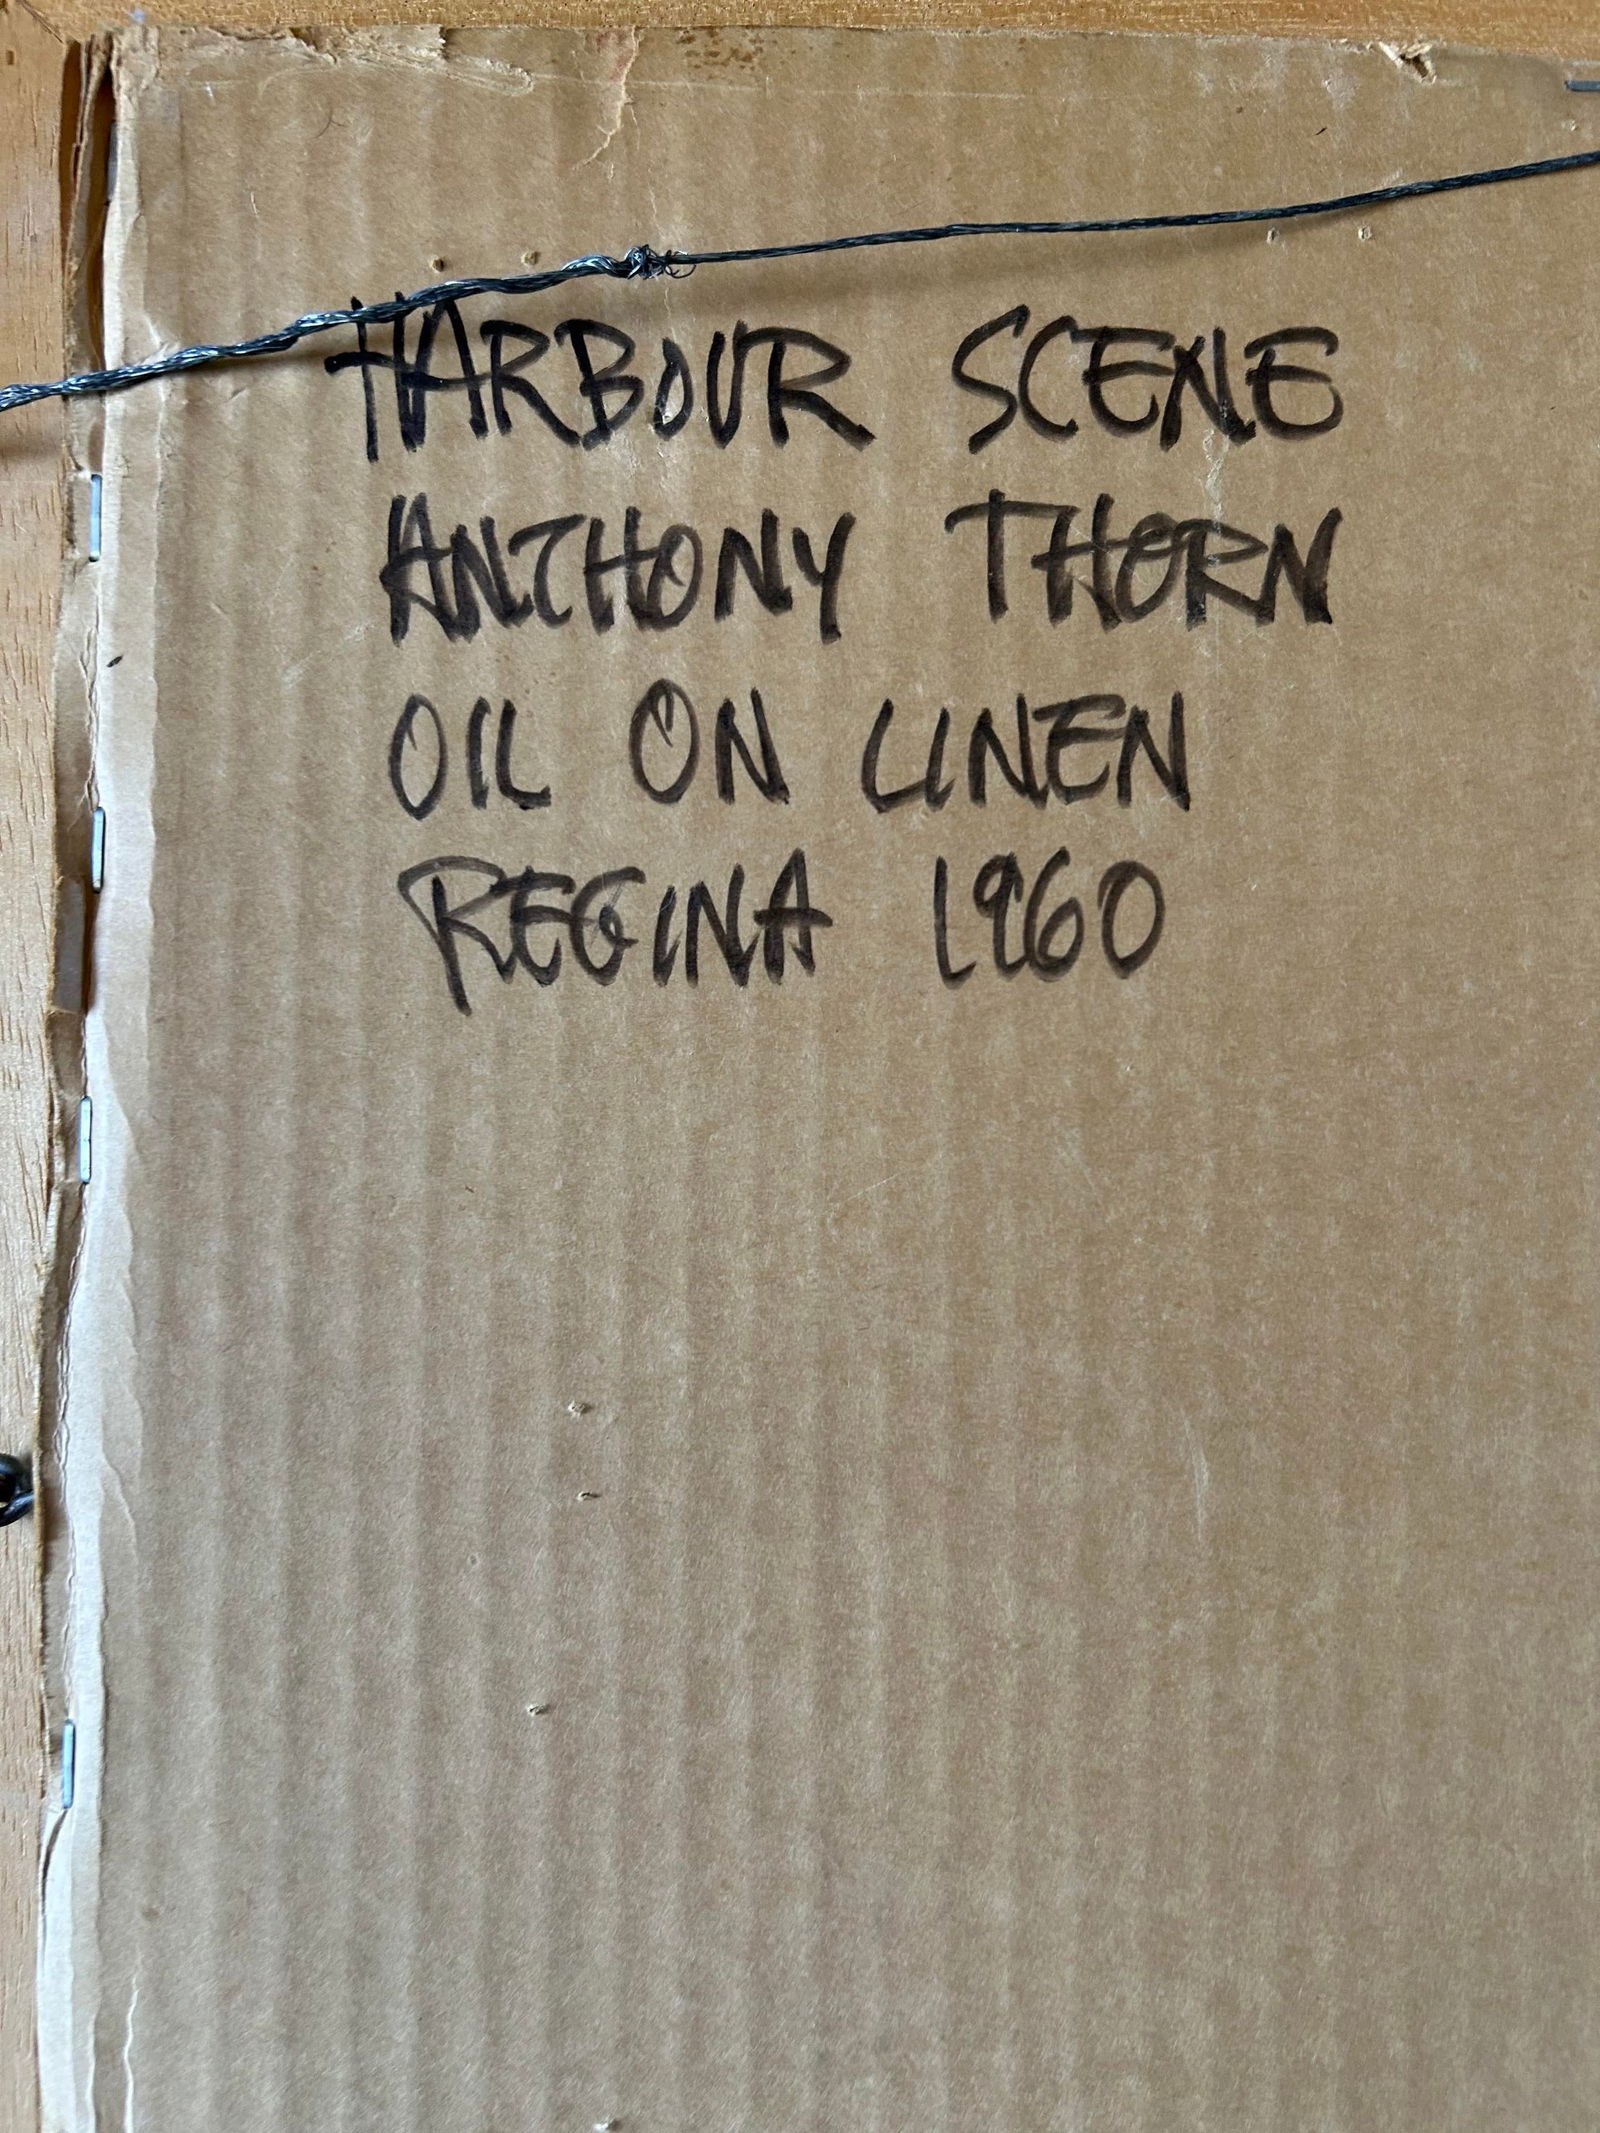 HARBOUR SCENE
ANTHONY THORN
OIL ON LINEN
REGINA 1960